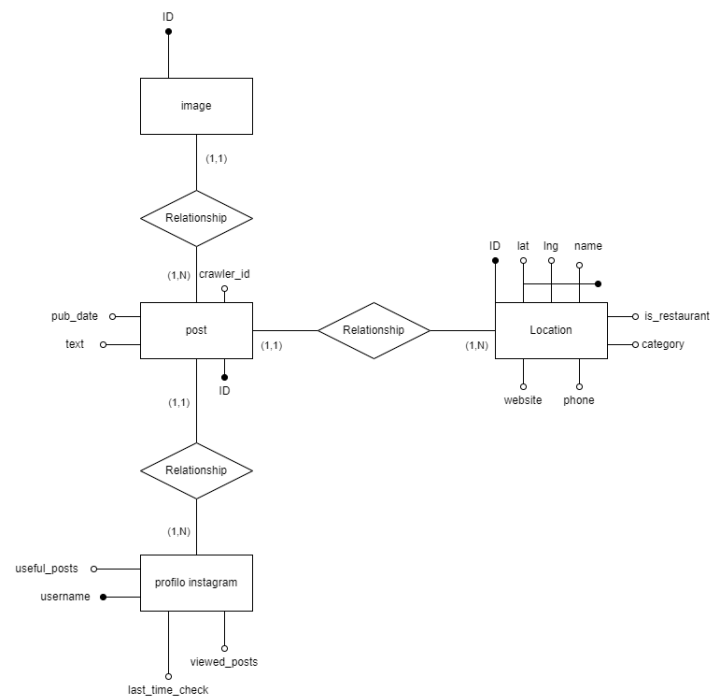 ID
image
(1,1)
Relationship
(1,N)
crawler_id
pub_date
text
post
(1,1)
ID
(1,1)
Relationship
(1,N)
ID
lat
lng
name
Location
is_restaurant
category
website
phone
Relationship
(1,N)
useful_posts
username
profilo instagram
viewed_posts
last_time_check